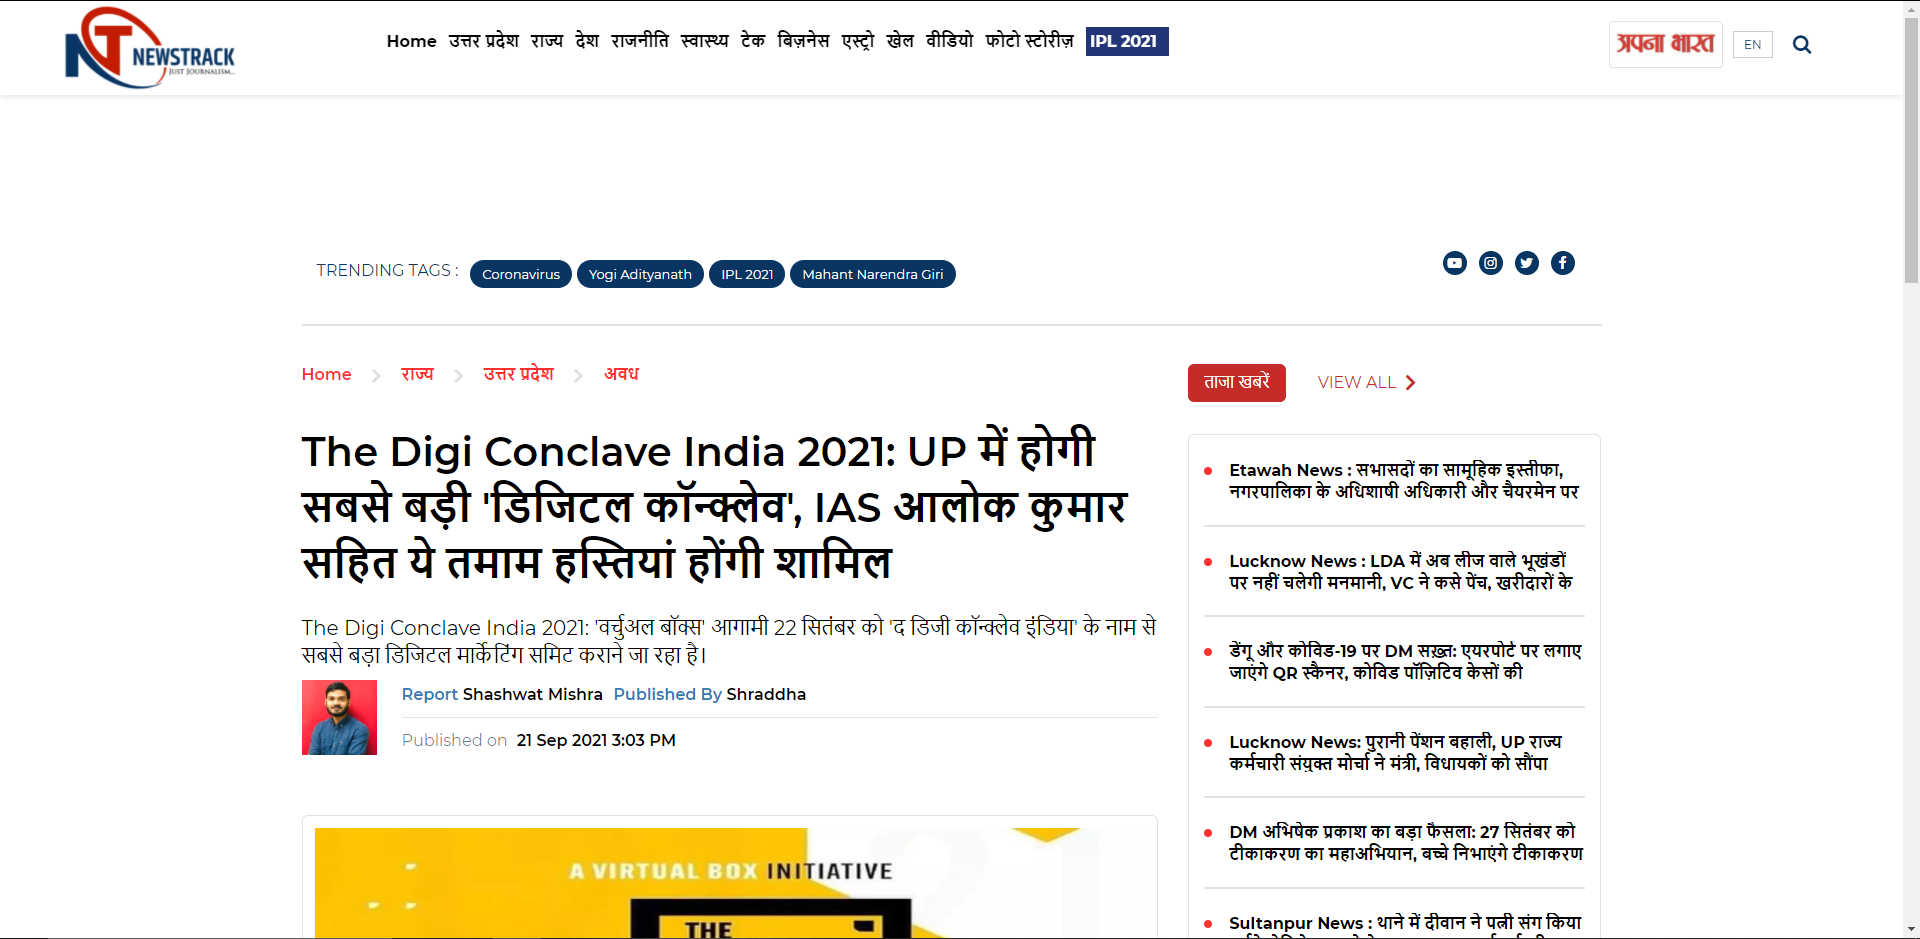 NT NEWSTRACK
JUST JOURNALISM...
Home उत्तर प्रदेश राज्य देश राजनीति स्वास्थ्य टेक बिज़नेस एस्ट्रो खेल वीडियो फोटो स्टोरीज़ IPL 2021
अपना भारत
EN
TRENDING TAGS : Coronavirus Yogi Adityanath IPL 2021 Mahant Narendra Giri
Home राज्य उत्तर प्रदेश अवध
The Digi Conclave India 2021: UP में होगी
सबसे बड़ी 'डिजिटल कॉन्क्लेव', IAS आलोक कुमार
सहित ये तमाम हस्तियां होंगी शामिल
The Digi Conclave India 2021: 'वर्चुअल बॉक्स' आगामी 22 सितंबर को 'द डिजी कॉन्क्लेव इंडिया' के नाम से
सबसे बड़ा डिजिटल मार्केटिंग समिट कराने जा रहा है।
Report Shashwat Mishra Published By Shraddha
Published on 21 Sep 2021 3:03 PM
A VIRTUAL BOX INITIATIVE
THE
ताजा खबरें VIEW ALL
Etawah News : सभासदों का सामूहिक इस्तीफा,
नगरपालिका के अधिशाषी अधिकारी और चैयरमेन पर
Lucknow News : LDA में अब लीज वाले भूखंडों
पर नहीं चलेगी मनमानी, VC ने कसे पेंच, खरीदारों के
डेंगू और कोविड-19 पर DM सख़्त: एयरपोर्ट पर लगाए
जाएंगे QR स्कैनर, कोविड पॉज़िटिव केसों की
Lucknow News: पुरानी पेंशन बहाली, UP राज्य
कर्मचारी संयुक्त मोर्चा ने मंत्री, विधायकों को सौंपा
DM अभिषेक प्रकाश का बड़ा फैसला: 27 सितंबर को
टीकाकरण का महाअभियान, बच्चे निभाएंगे टीकाकरण
Sultanpur News : थाने में दीवान ने पत्नी संग किया